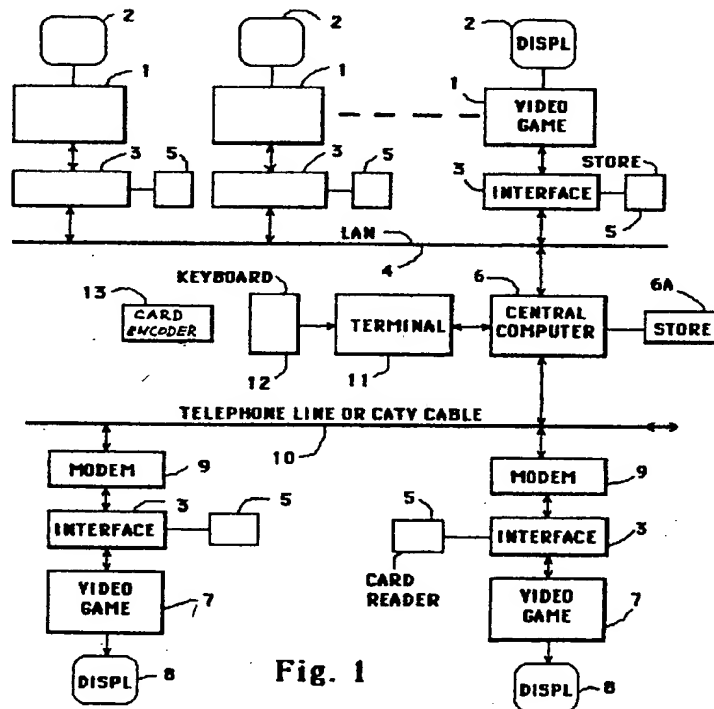 2
2
2
DISPL
1
1
1
VIDEO
GAME
3
5
3
5
3
INTERFACE
STORE
5
LAN
4
13
CARD
ENCODER
KEYBOARD
12
TERMINAL
11
6
CENTRAL
COMPUTER
6A
STORE
TELEPHONE LINE OR CATV CABLE
10
MODEM
9
MODEM
9
INTERFACE
3
5
5
CARD
READER
INTERFACE
3
VIDEO
GAME
7
VIDEO
GAME
7
DISPL
8
Fig. 1
DISPL
8